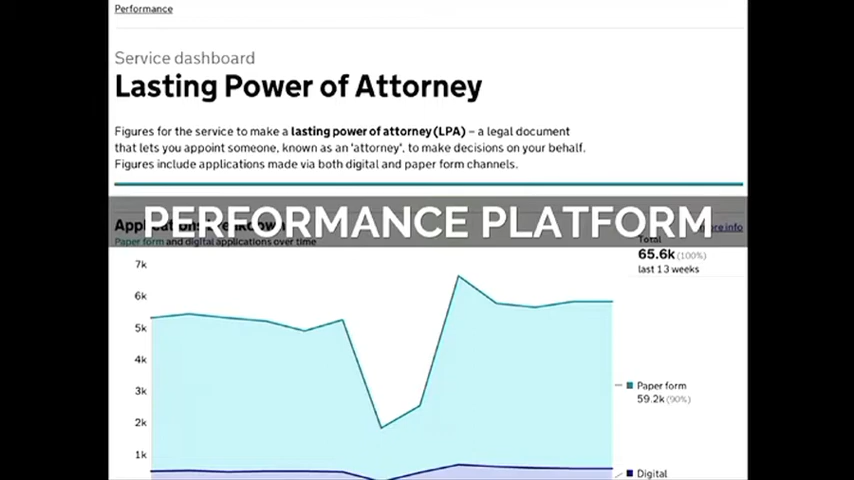 Performance
Service dashboard
Lasting Power of Attorney
Figures for the service to make a lasting power of attorney (LPA) – a legal document
that lets you appoint someone, known as an 'attorney', to make decisions on your behalf.
Figures include applications made via both digital and paper form channels.
PERFORMANCE PLATFORM
more info
Paper form and digital applications over time
Total
65.6k (100%)
last 13 weeks
7k
6k
5k
4k
3k
2k
1k
Paper form
59.2k (90%)
Digital